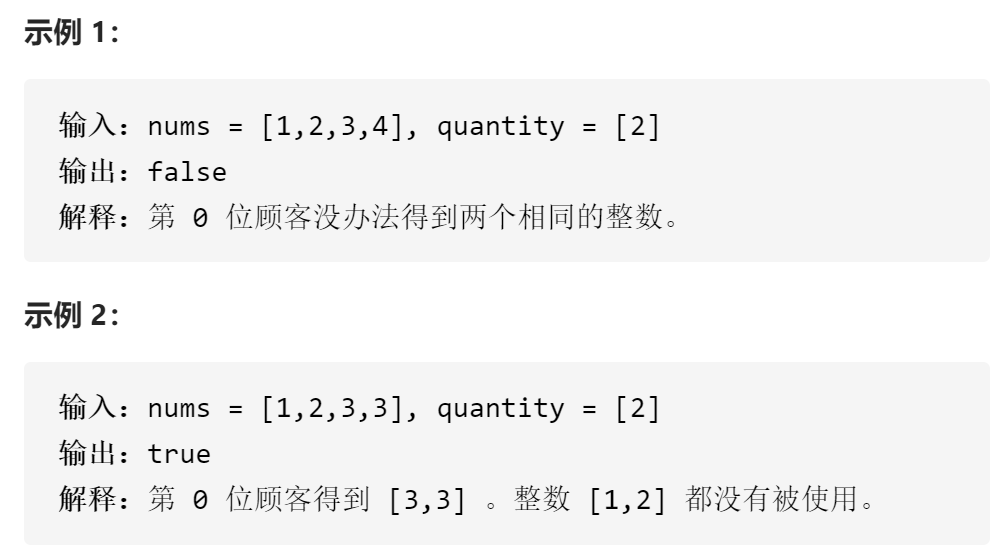 示例 1：
输入：nums = [1,2,3,4], quantity = [2]
输出：false
解释：第 0 位顾客没办法得到两个相同的整数。
示例 2：
输入：nums = [1,2,3,3], quantity = [2]
输出：true
解释：第 0 位顾客得到 [3,3] 。整数 [1,2] 都没有被使用。